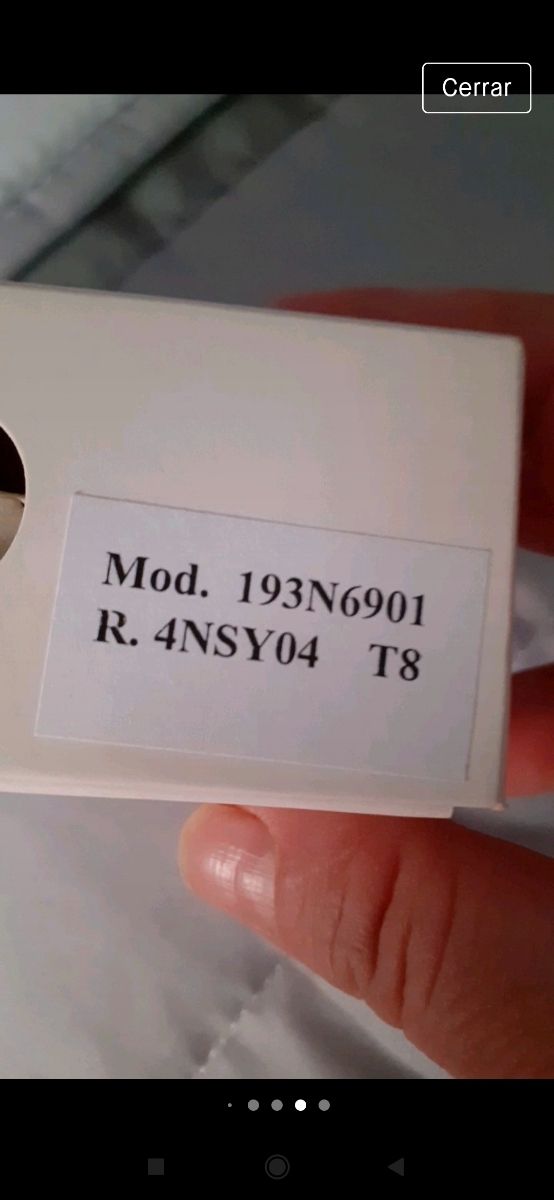 Cerrar
Mod. 193N6901
R. 4NSY04 T8